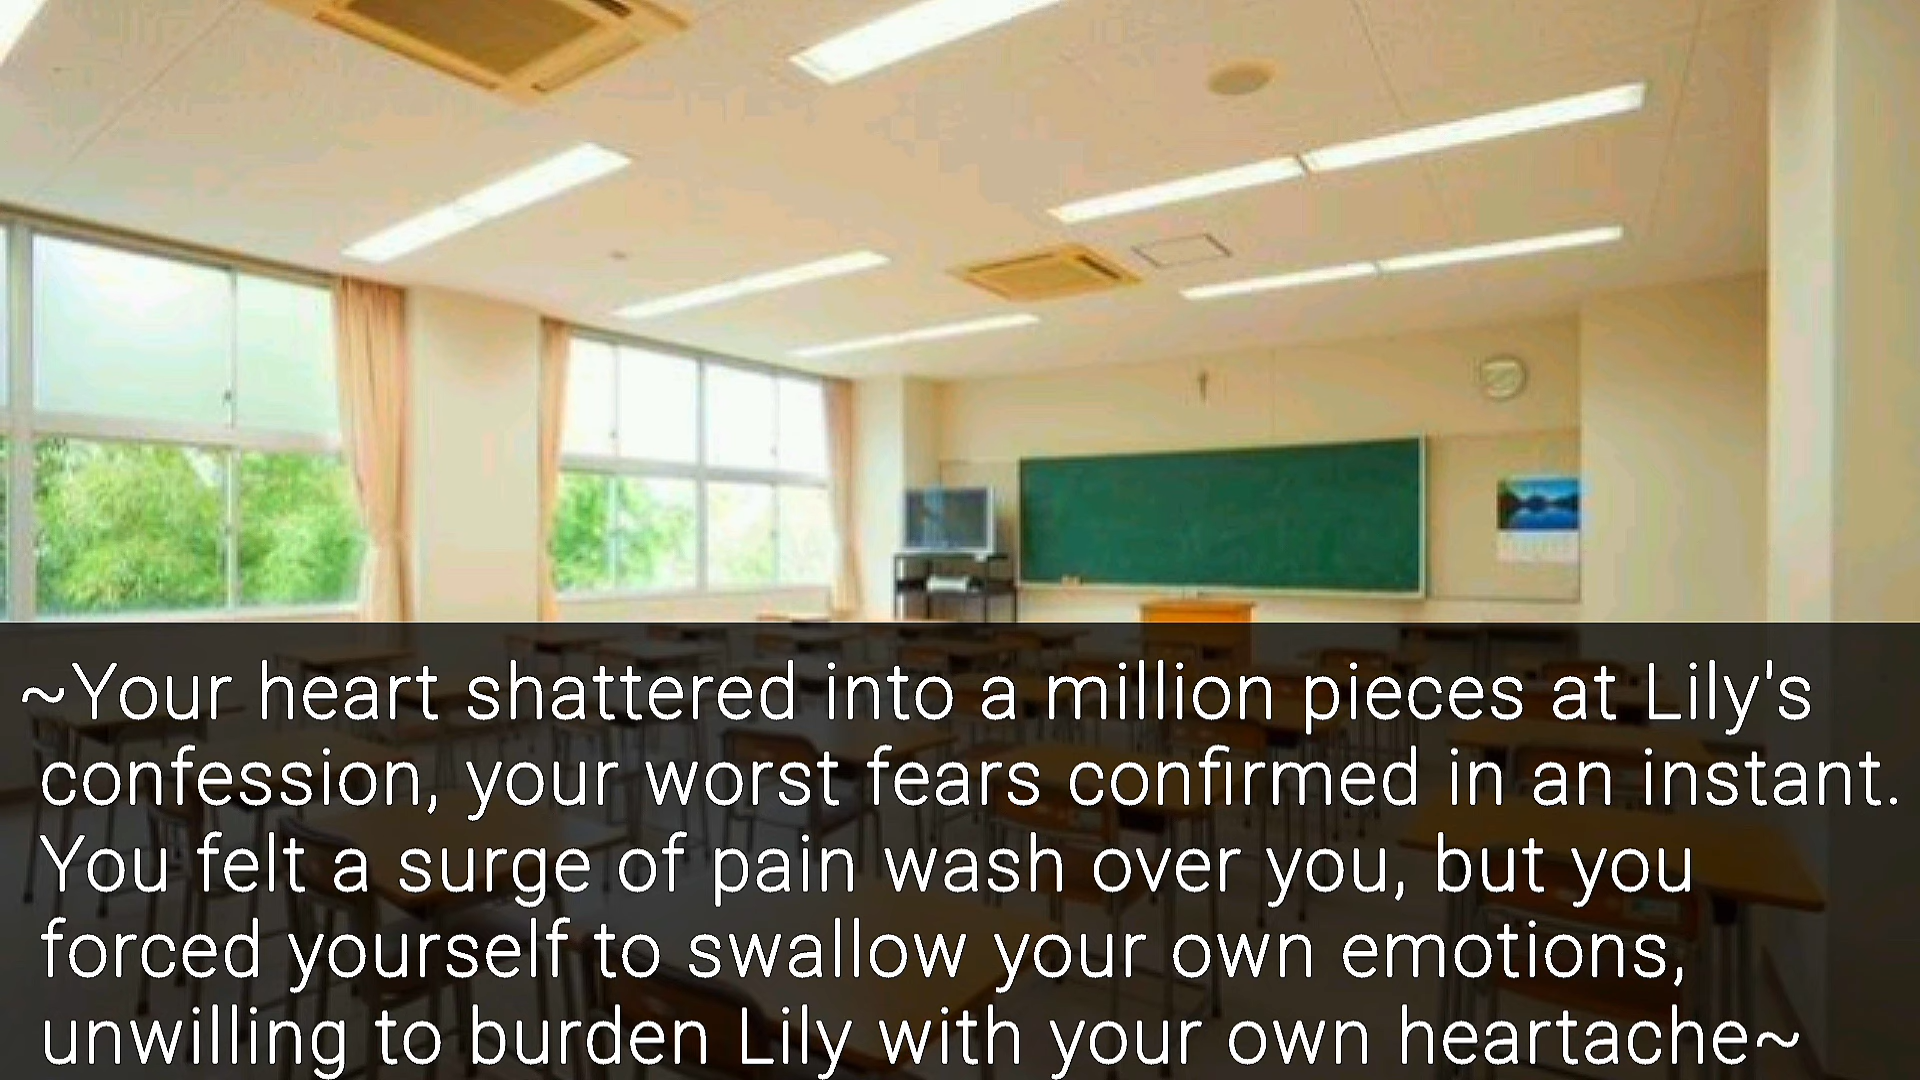 ~Your heart shattered into a million pieces at Lily's
confession, your worst fears confirmed in an instant.
You felt a surge of pain wash over you, but you
forced yourself to swallow your own emotions,
unwilling to burden Lily with your own heartache~